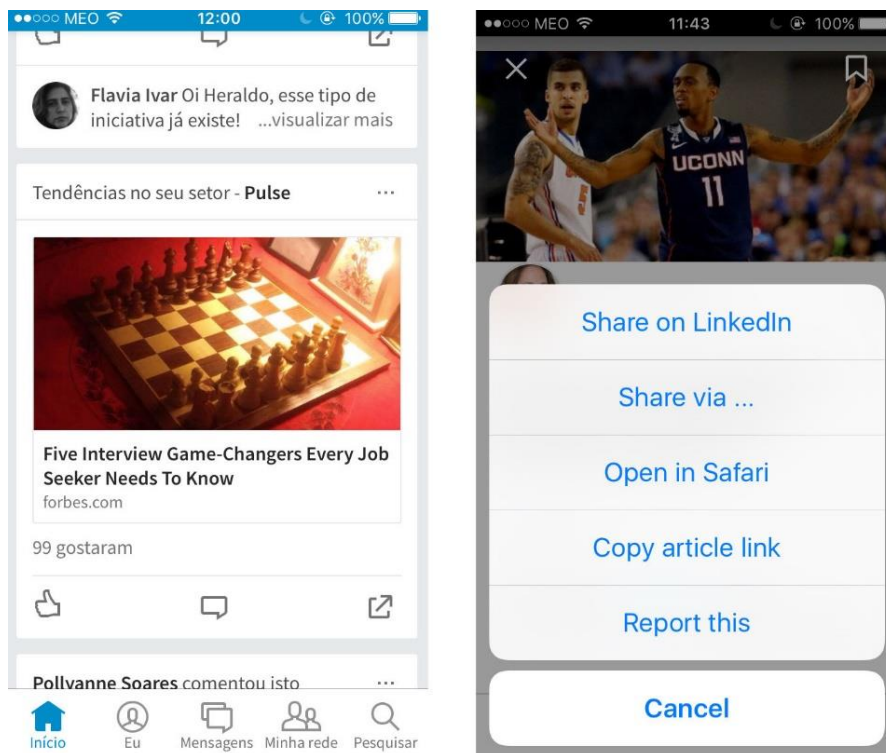 MEO 12:00 100%
Flavia Ivar Oi Heraldo, esse tipo de
iniciativa já existe! ...visualizar mais
Tendências no seu setor - Pulse ...
Five Interview Game-Changers Every Job
Seeker Needs To Know
forbes.com
99 gostaram
Pollyanne Soares comentou isto ...
Início Eu Mensagens Minha rede Pesquisar
MEO 11:43 100%
UCONN
11
Share on LinkedIn
Share via ...
Open in Safari
Copy article link
Report this
Cancel